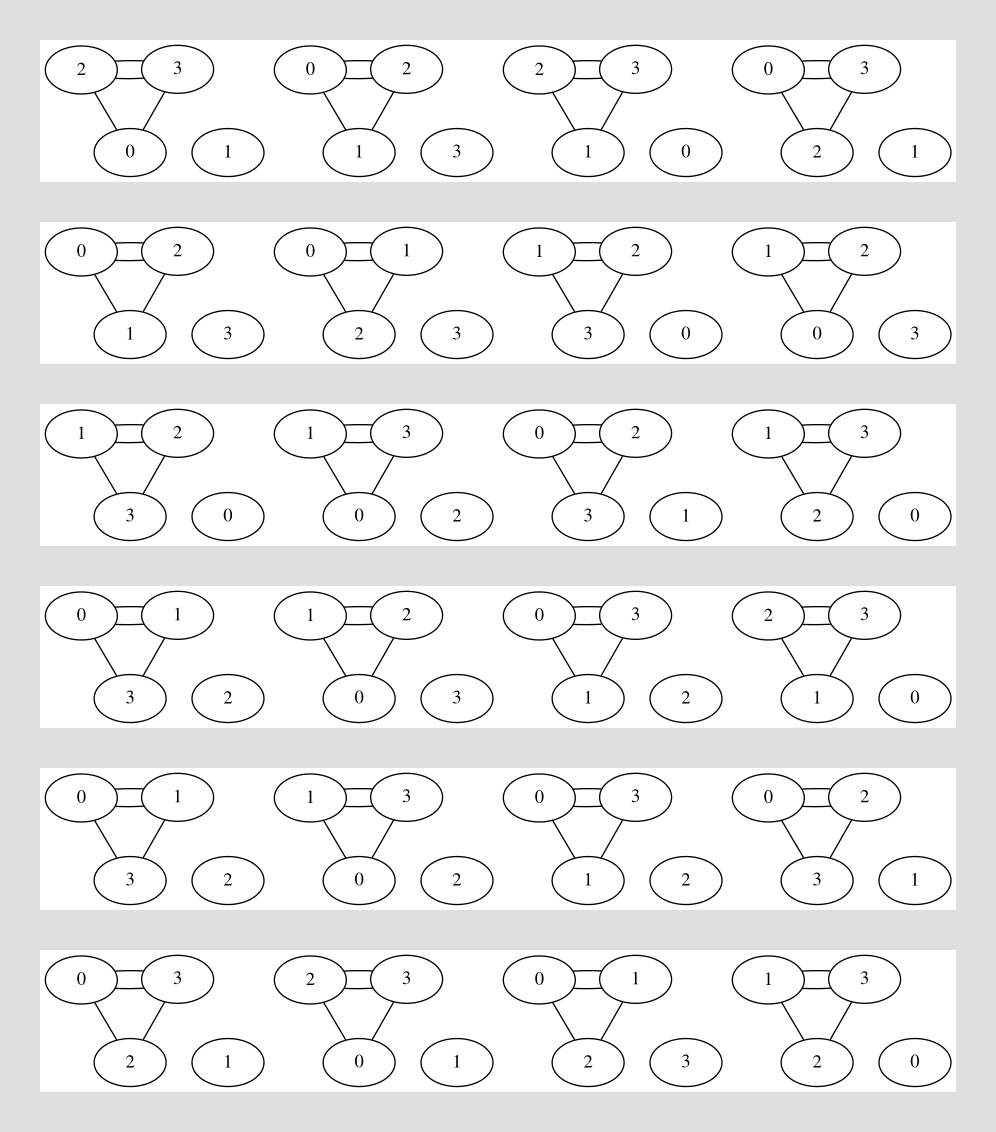 2 3 0 2 2 3 0 3
0 1 1 3 1 0 2 1
0 2 0 1 1 2 1 2
1 3 2 3 3 0 0 3
1 2 1 3 0 2 1 3
3 0 0 2 3 1 2 0
0 1 1 2 0 3 2 3
3 2 0 3 1 2 1 0
0 1 1 3 0 3 0 2
3 2 0 2 1 2 3 1
0 3 2 3 0 1 1 3
2 1 0 1 2 3 2 0